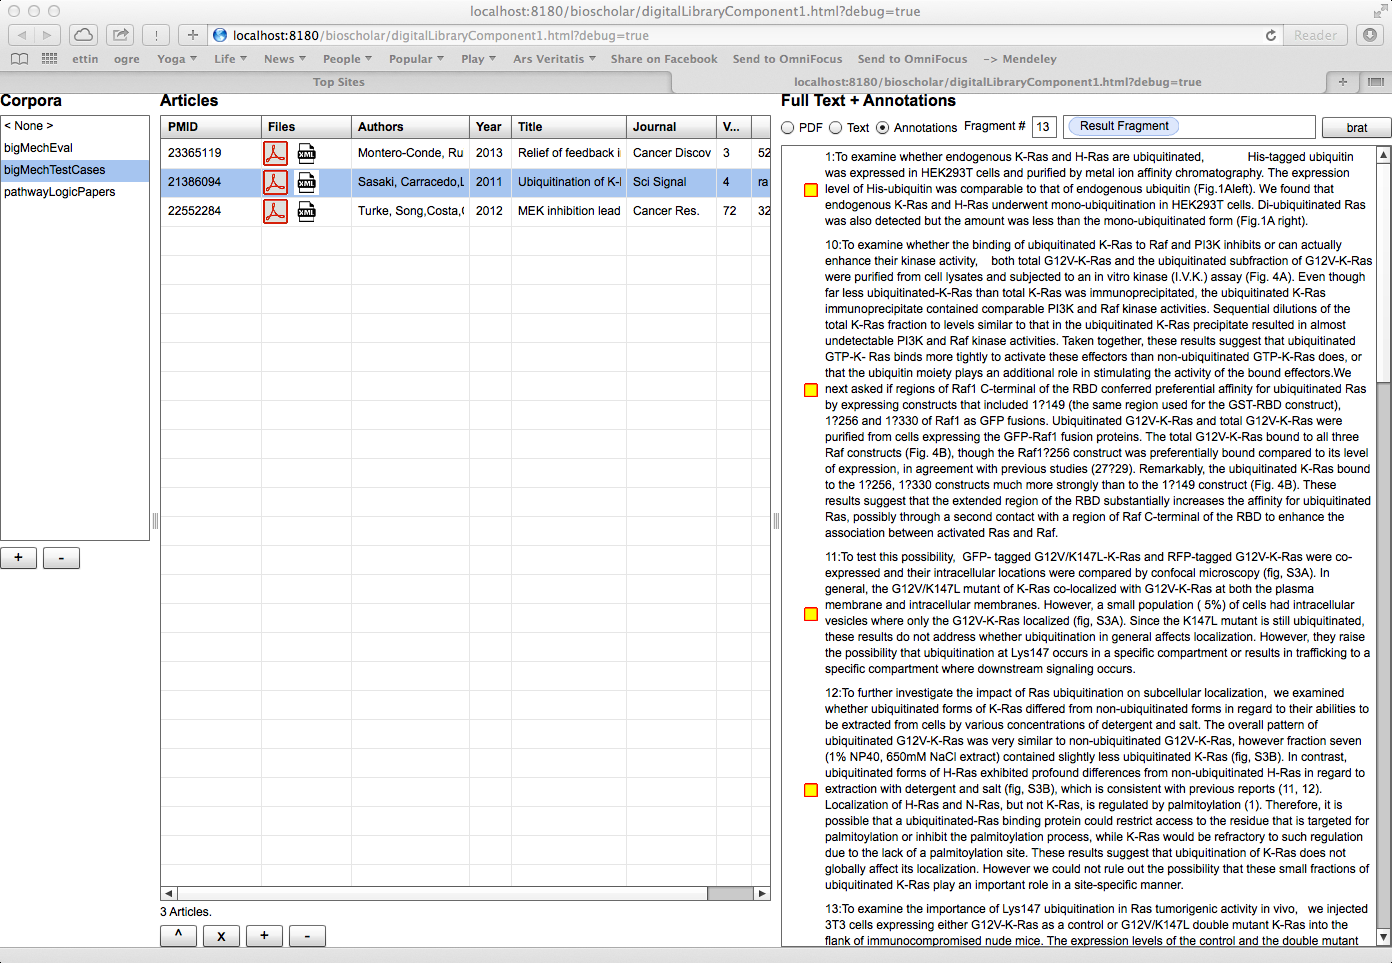 localhost:8180/bioscholar/digitalLibraryComponent1.html?debug=true
localhost:8180/bioscholar/digitalLibraryComponent1.html?debug=true
Reader
ettin ogre Yoga Life News People Popular Play Ars Veritatis Share on Facebook Send to OmniFocus Send to OmniFocus -> Mendeley
Top Sites localhost:8180/bioscholar/digitalLibraryComponent1.html?debug=true +
Corpora
< None >
bigMechEval
bigMechTestCases
pathwayLogicPapers
+ -
Articles
PMID Files Authors Year Title Journal V...
23365119 XML Montero-Conde, Ru 2013 Relief of feedback i Cancer Discov 3 52
21386094 XML Sasaki, Carracedo,L 2011 Ubiquitination of K-I Sci Signal 4 ra
22552284 XML Turke, Song,Costa,( 2012 MEK inhibition lead Cancer Res. 72 32
3 Articles.
^ x + -
Full Text + Annotations
PDF Text Annotations Fragment # 13 Result Fragment brat
1:To examine whether endogenous K-Ras and H-Ras are ubiquitinated, His-tagged ubiquitin
was expressed in HEK293T cells and purified by metal ion affinity chromatography. The expression
level of His-ubiquitin was comparable to that of endogenous ubiquitin (Fig.1Aleft). We found that
endogenous K-Ras and H-Ras underwent mono-ubiquitination in HEK293T cells. Di-ubiquitinated Ras
was also detected but the amount was less than the mono-ubiquitinated form (Fig.1A right).
10:To examine whether the binding of ubiquitinated K-Ras to Raf and PI3K inhibits or can actually
enhance their kinase activity, both total G12V-K-Ras and the ubiquitinated subfraction of G12V-K-Ras
were purified from cell lysates and subjected to an in vitro kinase (I.V.K.) assay (Fig. 4A). Even though
far less ubiquitinated-K-Ras than total K-Ras was immunoprecipitated, the ubiquitinated K-Ras
immunoprecipitate contained comparable PI3K and Raf kinase activities. Sequential dilutions of the
total K-Ras fraction to levels similar to that in the ubiquitinated K-Ras precipitate resulted in almost
undetectable PI3K and Raf kinase activities. Taken together, these results suggest that ubiquitinated
GTP-K- Ras binds more tightly to activate these effectors than non-ubiquitinated GTP-K-Ras does, or
that the ubiquitin moiety plays an additional role in stimulating the activity of the bound effectors.We
next asked if regions of Raf1 C-terminal of the RBD conferred preferential affinity for ubiquitinated Ras
by expressing constructs that included 1?149 (the same region used for the GST-RBD construct),
1?256 and 1?330 of Raf1 as GFP fusions. Ubiquitinated G12V-K-Ras and total G12V-K-Ras were
purified from cells expressing the GFP-Raf1 fusion proteins. The total G12V-K-Ras bound to all three
Raf constructs (Fig. 4B), though the Raf1?256 construct was preferentially bound compared to its level
of expression, in agreement with previous studies (27?29). Remarkably, the ubiquitinated K-Ras bound
to the 1?256, 1?330 constructs much more strongly than to the 1?149 construct (Fig. 4B). These
results suggest that the extended region of the RBD substantially increases the affinity for ubiquitinated
Ras, possibly through a second contact with a region of Raf C-terminal of the RBD to enhance the
association between activated Ras and Raf.
11:To test this possibility, GFP- tagged G12V/K147L-K-Ras and RFP-tagged G12V-K-Ras were co-
expressed and their intracellular locations were compared by confocal microscopy (fig, S3A). In
general, the G12V/K147L mutant of K-Ras co-localized with G12V-K-Ras at both the plasma
membrane and intracellular membranes. However, a small population ( 5%) of cells had intracellular
vesicles where only the G12V-K-Ras localized (fig, S3A). Since the K147L mutant is still ubiquitinated,
these results do not address whether ubiquitination in general affects localization. However, they raise
the possibility that ubiquitination at Lys147 occurs in a specific compartment or results in trafficking to a
specific compartment where downstream signaling occurs.
12:To further investigate the impact of Ras ubiquitination on subcellular localization, we examined
whether ubiquitinated forms of K-Ras differed from non-ubiquitinated forms in regard to their abilities to
be extracted from cells by various concentrations of detergent and salt. The overall pattern of
ubiquitinated G12V-K-Ras was very similar to non-ubiquitinated G12V-K-Ras, however fraction seven
(1% NP40, 650mM NaCl extract) contained slightly less ubiquitinated K-Ras (fig, S3B). In contrast,
ubiquitinated forms of H-Ras exhibited profound differences from non-ubiquitinated H-Ras in regard to
extraction with detergent and salt (fig, S3B), which is consistent with previous reports (11, 12).
Localization of H-Ras and N-Ras, but not K-Ras, is regulated by palmitoylation (1). Therefore, it is
possible that a ubiquitinated-Ras binding protein could restrict access to the residue that is targeted for
palmitoylation or inhibit the palmitoylation process, while K-Ras would be refractory to such regulation
due to the lack of a palmitoylation site. These results suggest that ubiquitination of K-Ras does not
globally affect its localization. However we could not rule out the possibility that these small fractions of
ubiquitinated K-Ras play an important role in a site-specific manner.
13:To examine the importance of Lys147 ubiquitination in Ras tumorigenic activity in vivo, we injected
3T3 cells expressing either G12V-K-Ras as a control or G12V/K147L double mutant K-Ras into the
flank of immunocompromised nude mice. The expression levels of the control and the double mutant